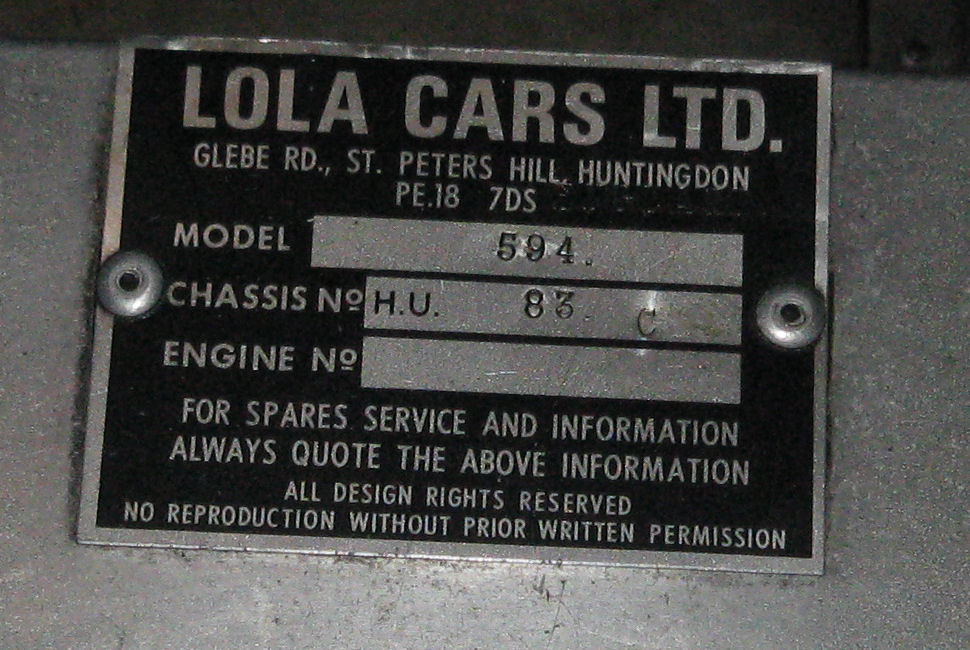 LOLA CARS LTD.
GLEBE RD., ST. PETERS HILL, HUNTINGDON
PE.18 7DS
MODEL 594.
CHASSIS Nº H.U. 83. C
ENGINE Nº
FOR SPARES SERVICE AND INFORMATION
ALWAYS QUOTE THE ABOVE INFORMATION
ALL DESIGN RIGHTS RESERVED
NO REPRODUCTION WITHOUT PRIOR WRITTEN PERMISSION